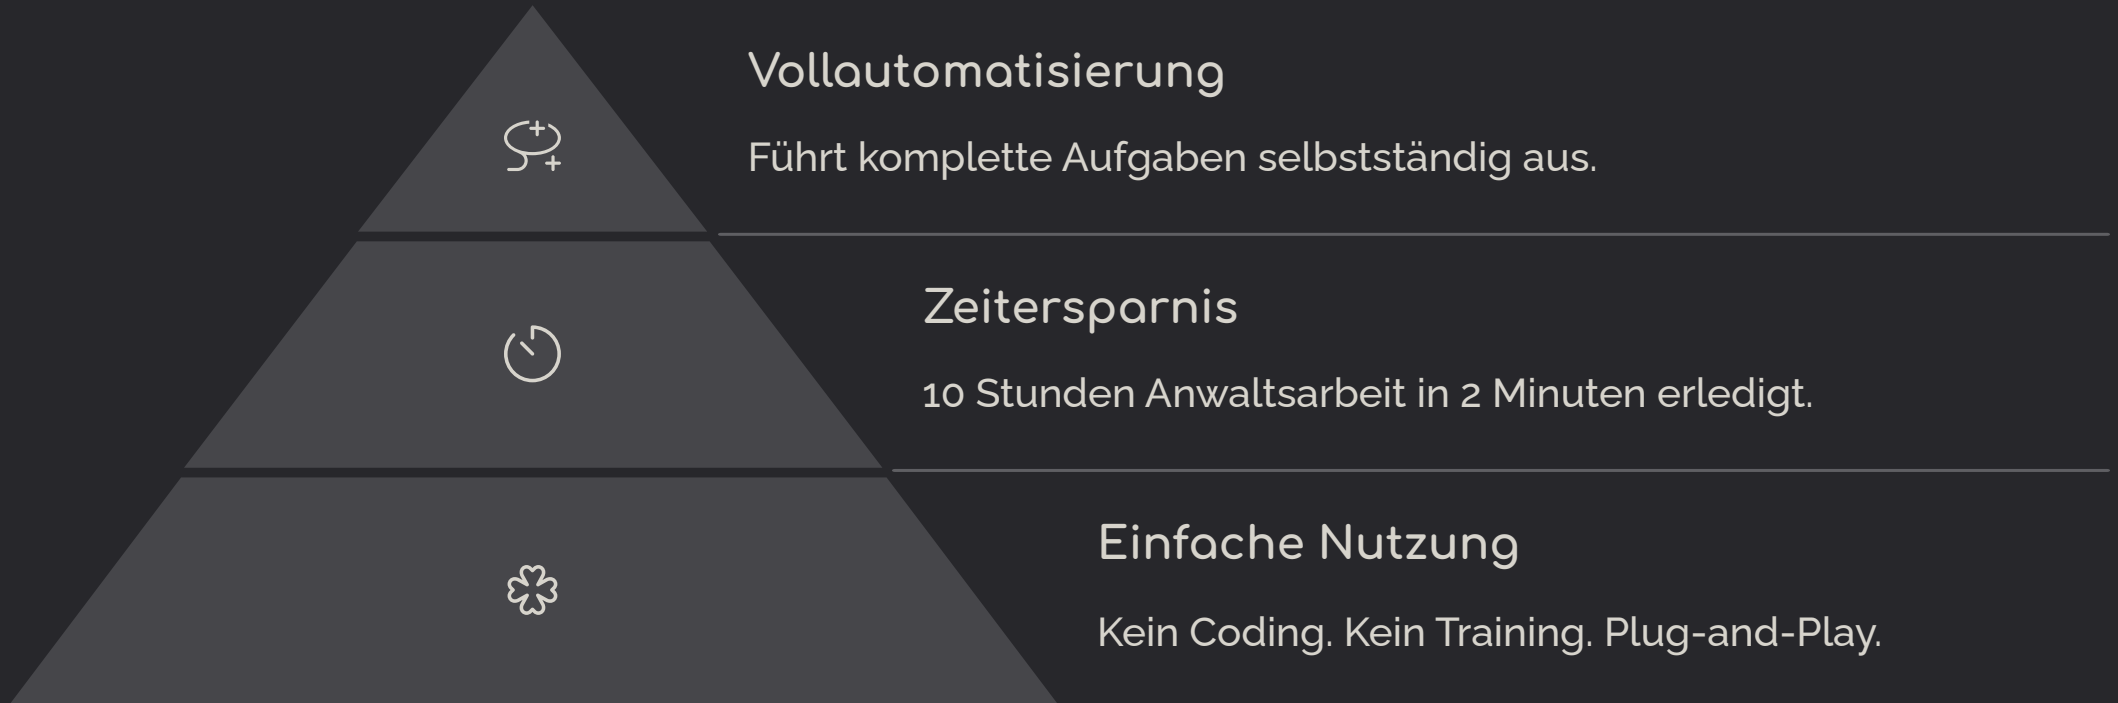 Vollautomatisierung
Führt komplette Aufgaben selbstständig aus.
Zeitersparnis
10 Stunden Anwaltsarbeit in 2 Minuten erledigt.
Einfache Nutzung
Kein Coding. Kein Training. Plug-and-Play.